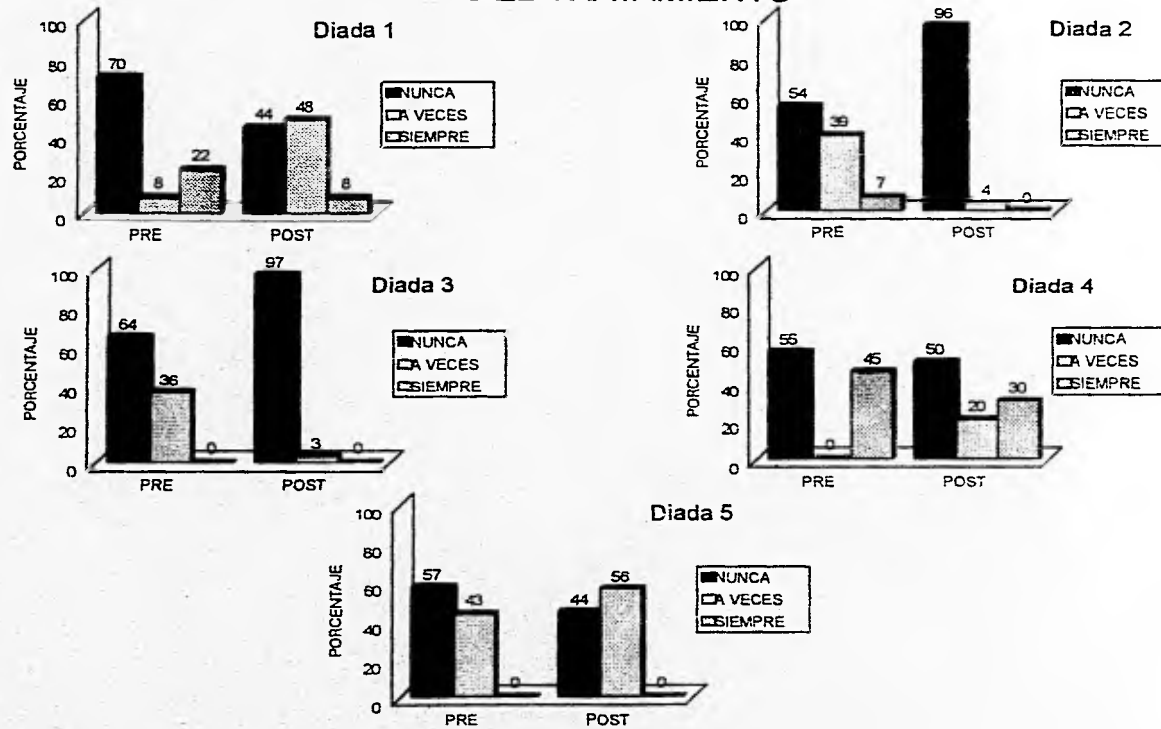 Diada 1
PORCENTAJE
100
80
60
40
20
0
70
8
22
44
48
8
PRE
POST
NUNCA
A VECES
SIEMPRE
Diada 2
PORCENTAJE
100
80
60
40
20
0
54
39
7
96
4
0
PRE
POST
NUNCA
A VECES
SIEMPRE
Diada 3
PORCENTAJE
100
80
60
40
20
0
64
36
0
97
3
0
PRE
POST
NUNCA
A VECES
SIEMPRE
Diada 4
PORCENTAJE
100
80
60
40
20
0
55
0
45
50
20
30
PRE
POST
NUNCA
A VECES
SIEMPRE
Diada 5
PORCENTAJE
100
80
60
40
20
0
57
43
0
44
56
0
PRE
POST
NUNCA
A VECES
SIEMPRE